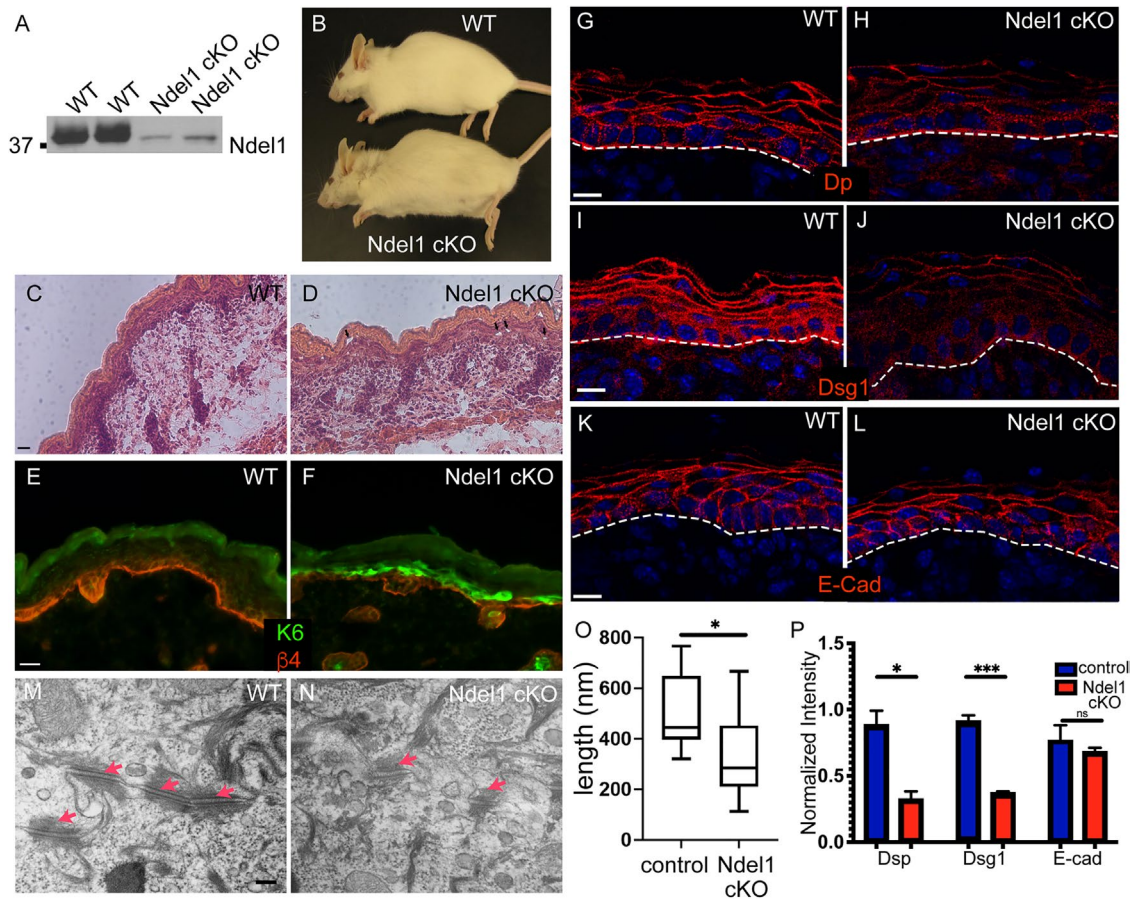 A
WT
WT
Ndel1 cKO
Ndel1 cKO
37
Ndel1
B
WT
Ndel1 cKO
C
WT
D
Ndel1 cKO
E
WT
F
Ndel1 cKO
K6
β4
M
WT
N
Ndel1 cKO
G
WT
H
Ndel1 cKO
Dp
I
WT
J
Ndel1 cKO
Dsg1
K
WT
L
Ndel1 cKO
E-Cad
O
*
800
600
400
200
0
length (nm)
control
Ndel1
cKO
P
1.5
1.0
0.5
0.0
Normalized Intensity
*
***
ns
control
Ndel1
cKO
Dsp
Dsg1
E-cad